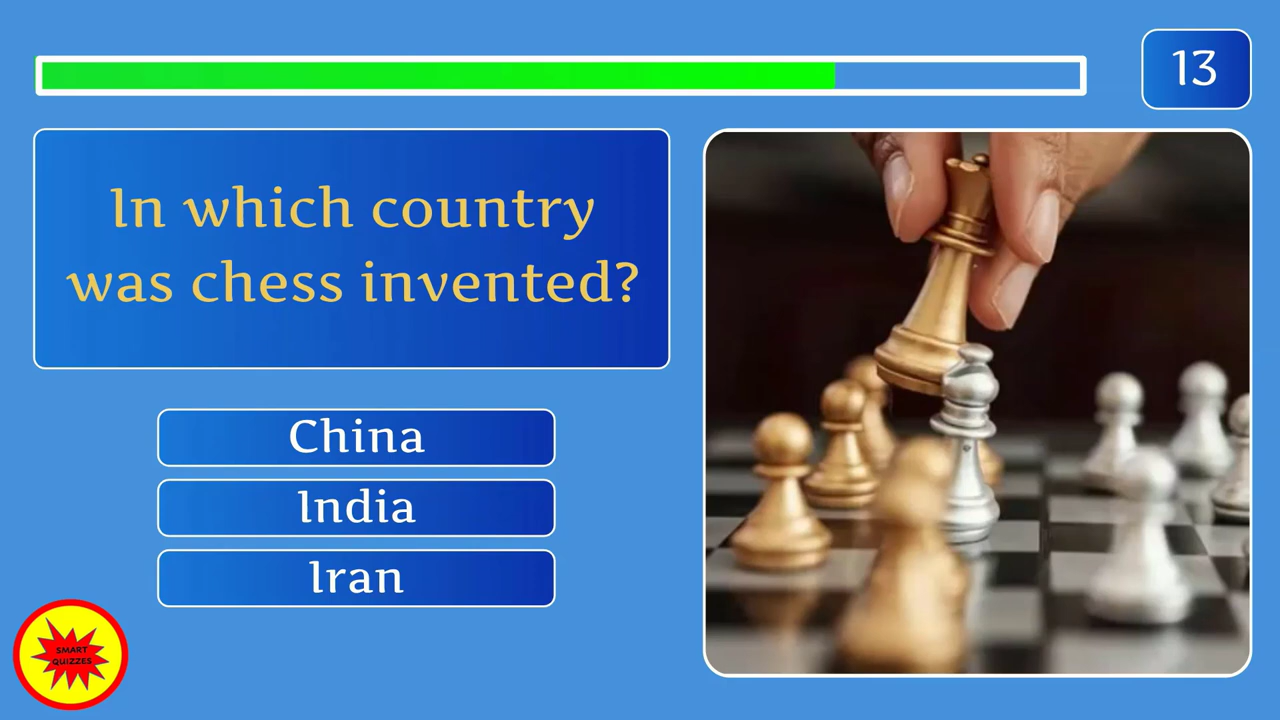 13
In which country
was chess invented?
China
India
Iran
SMART
QUIZZES